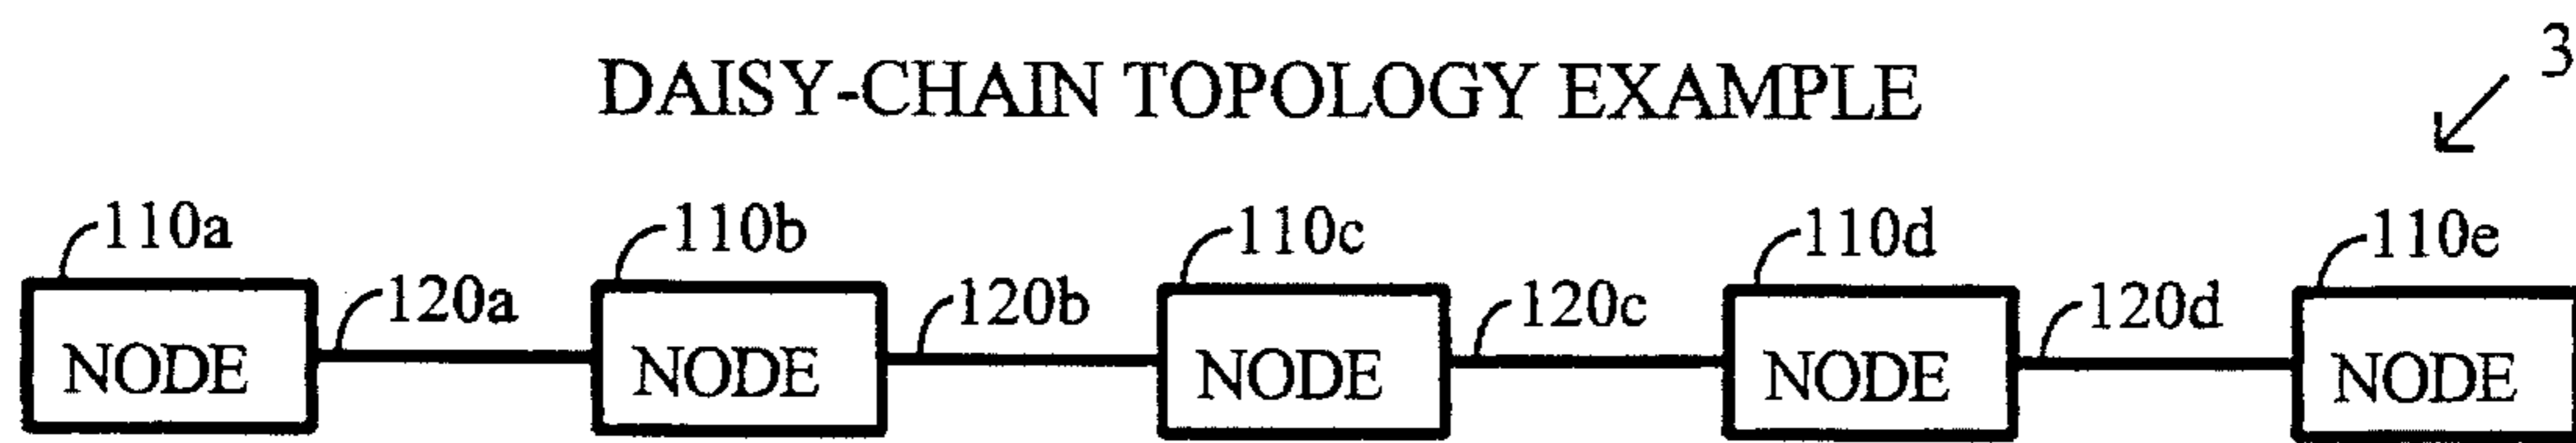 DAISY-CHAIN TOPOLOGY EXAMPLE
3
110a 110b 110c 110d 110e
120a 120b 120c 120d
NODE NODE NODE NODE NODE